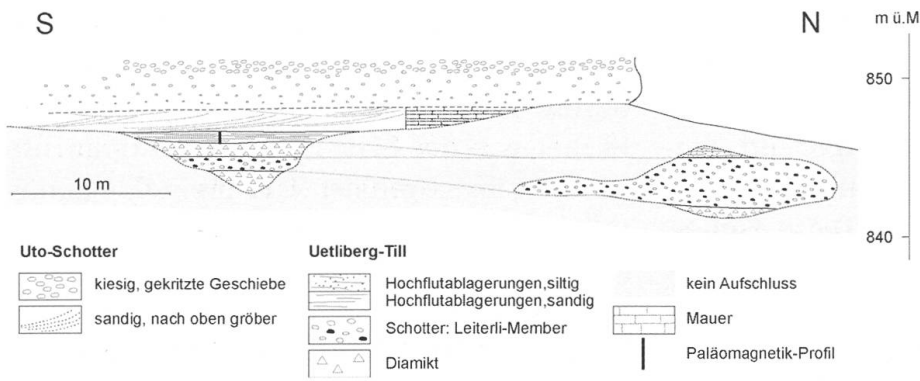 S
N
m ü.M
850
10 m
840
Uto-Schotter
kiesig, gekritzte Geschiebe
sandig, nach oben gröber
Uetliberg-Till
Hochflutablagerungen,siltig
Hochflutablagerungen,sandig
Schotter: Leiterli-Member
Diamikt
kein Aufschluss
Mauer
Paläomagnetik-Profil